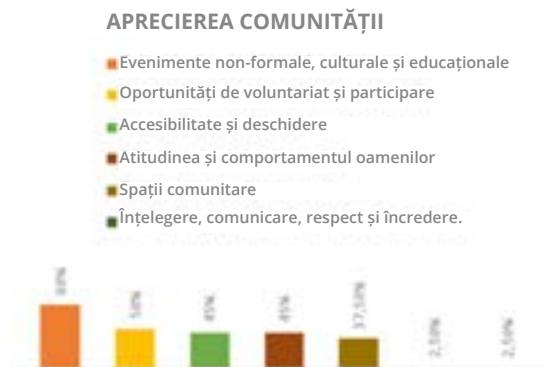 APRECIEREA COMUNITĂȚII
Evenimente non-formale, culturale și educaționale
Oportunități de voluntariat și participare
Accesibilitate și deschidere
Atitudinea și comportamentul oamenilor
Spații comunitare
Înțelegere, comunicare, respect și încredere.
50% 45% 45% 37,50% 2,50% 2,50%